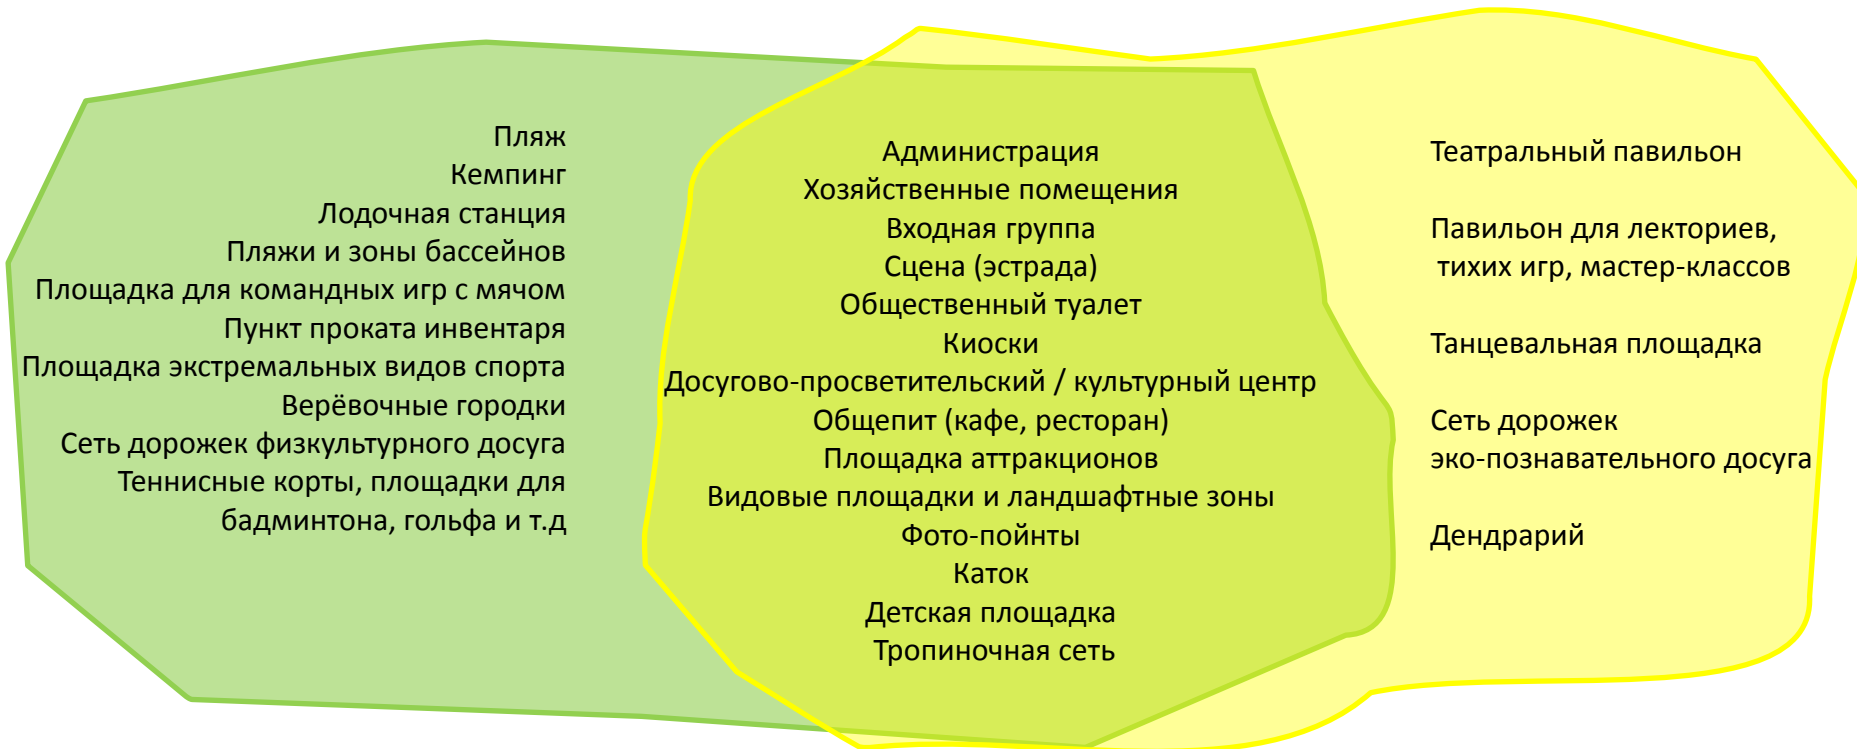 Пляж
Кемпинг
Лодочная станция
Пляжи и зоны бассейнов
Площадка для командных игр с мячом
Пункт проката инвентаря
Площадка экстремальных видов спорта
Верёвочные городки
Сеть дорожек физкультурного досуга
Теннисные корты, площадки для
бадминтона, гольфа и т.д
Администрация
Хозяйственные помещения
Входная группа
Сцена (эстрада)
Общественный туалет
Киоски
Досугово-просветительский / культурный центр
Общепит (кафе, ресторан)
Площадка аттракционов
Видовые площадки и ландшафтные зоны
Фото-пойнты
Каток
Детская площадка
Тропиночная сеть
Театральный павильон
Павильон для лекториев,
тихих игр, мастер-классов
Танцевальная площадка
Сеть дорожек
эко-познавательного досуга
Дендрарий